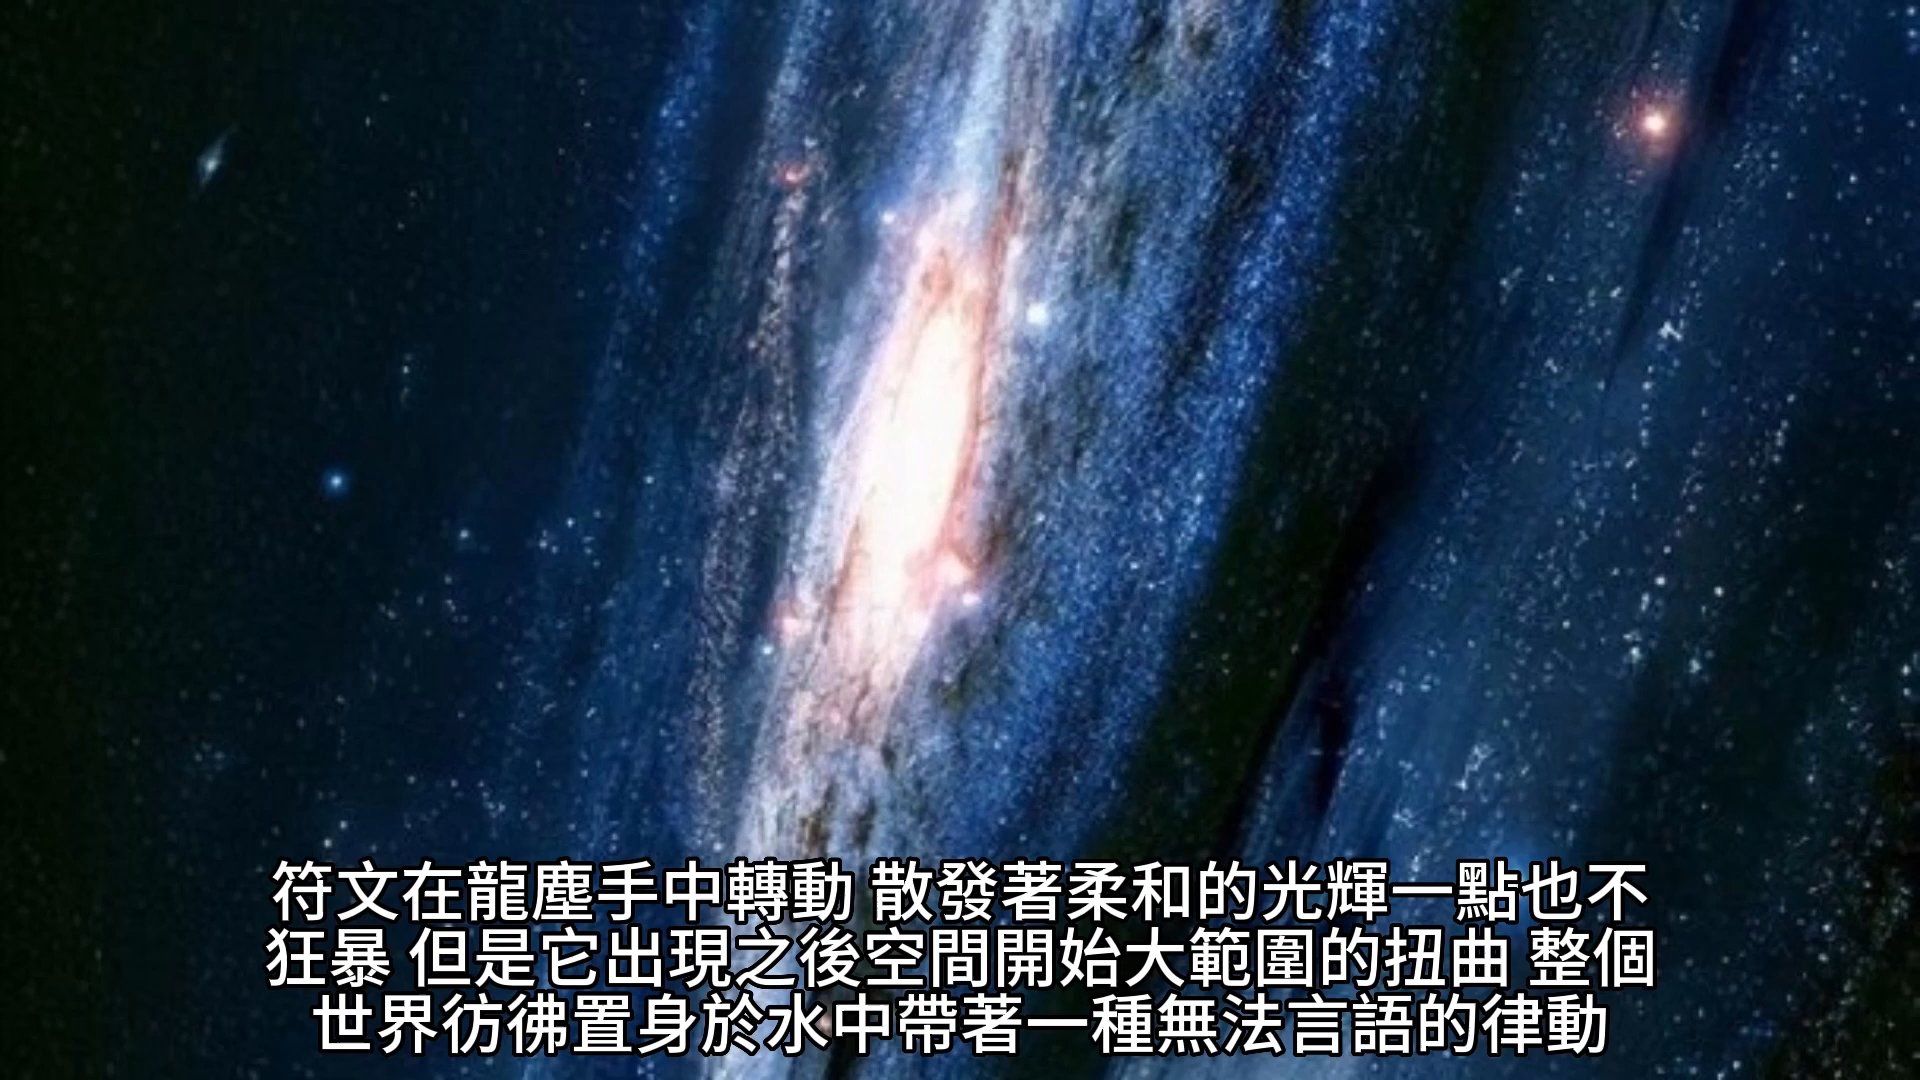 符文在龍塵手中轉動 散發著柔和的光輝一點也不
狂暴 但是它出現之後空間開始大範圍的扭曲 整個
世界彷彿置身於水中帶著一種無法言語的律動